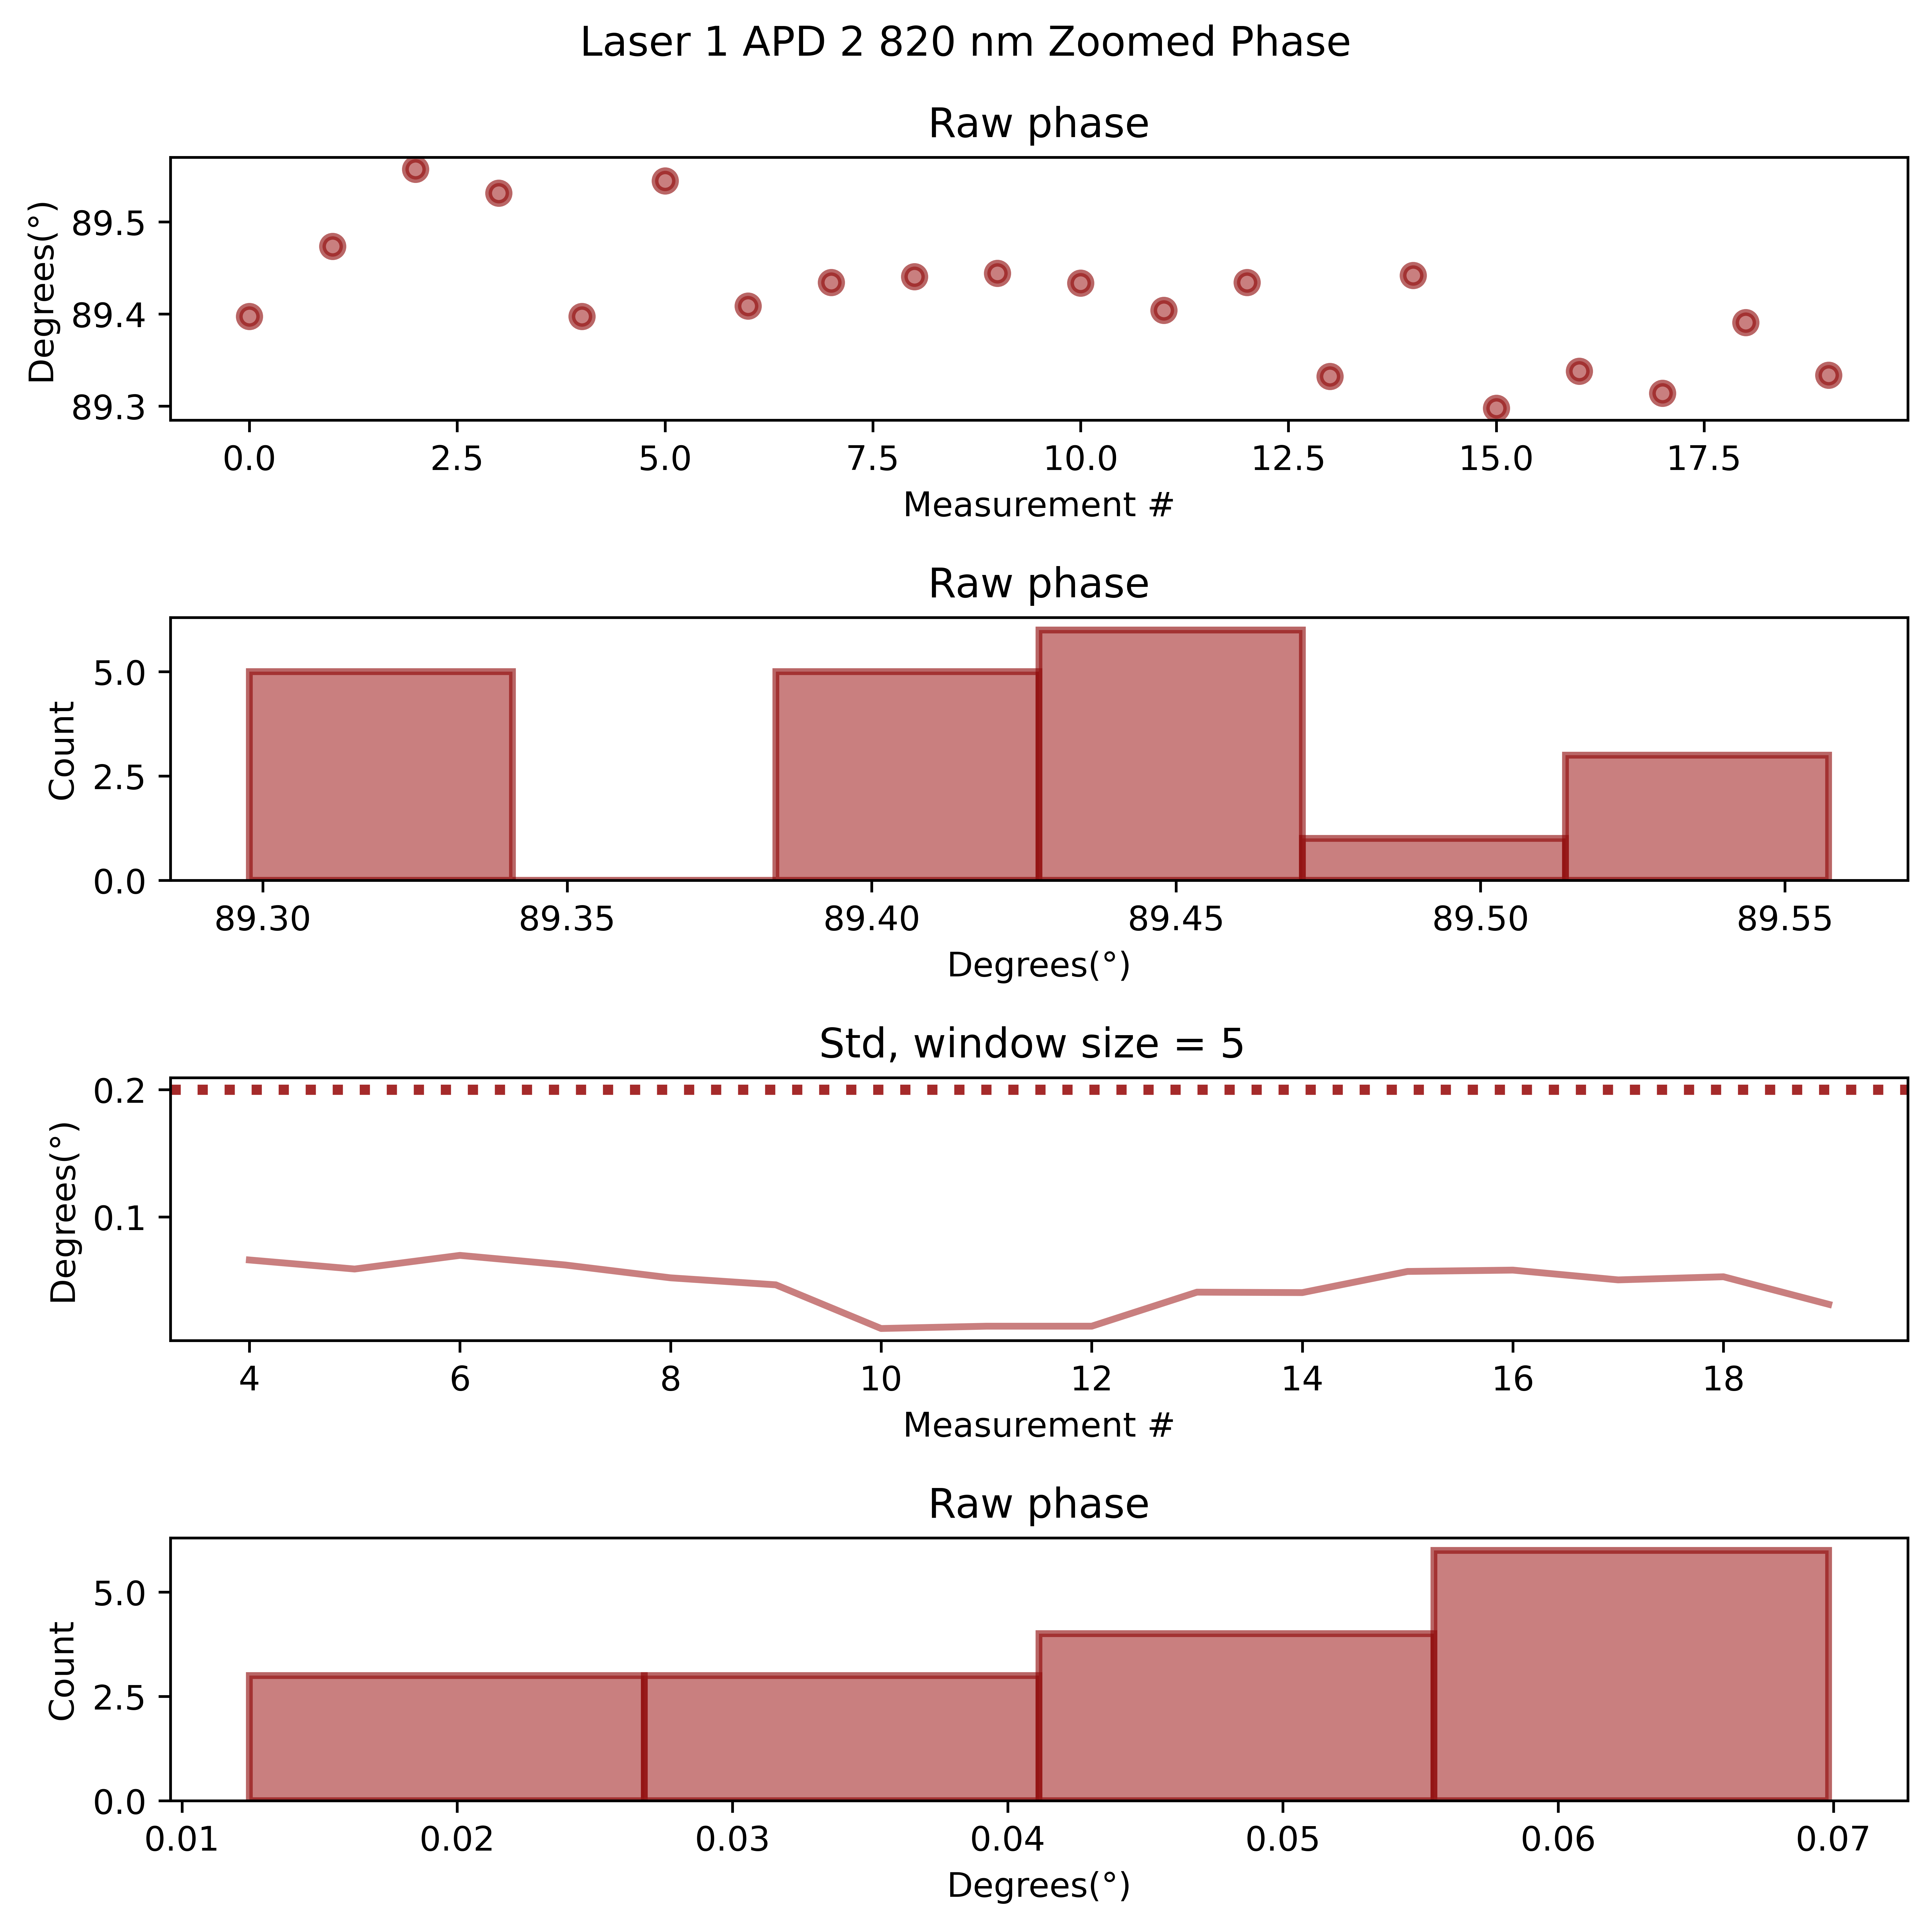 Laser 1 APD 2 820 nm Zoomed Phase
Raw phase
Degrees(°)
89.5
89.4
89.3
0.0 2.5 5.0 7.5 10.0 12.5 15.0 17.5
Measurement #
Raw phase
Count
5.0
2.5
0.0
89.30 89.35 89.40 89.45 89.50 89.55
Degrees(°)
Std, window size = 5
Degrees(°)
0.2
0.1
4 6 8 10 12 14 16 18
Measurement #
Raw phase
Count
5.0
2.5
0.0
0.01 0.02 0.03 0.04 0.05 0.06 0.07
Degrees(°)